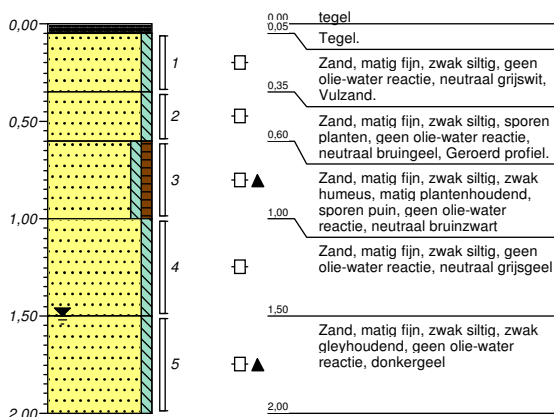 0,00
0,50
1,00
1,50
2,00
1
2
3
4
5
0,00
tegel
0,05
Tegel.
Zand, matig fijn, zwak siltig, geen
olie-water reactie, neutraal grijswit,
Vulzand.
0,35
Zand, matig fijn, zwak siltig, sporen
planten, geen olie-water reactie,
neutraal bruingeel, Geroerd profiel.
0,60
Zand, matig fijn, zwak siltig, zwak
humeus, matig plantenhoudend,
sporen puin, geen olie-water
reactie, neutraal bruinzwart
1,00
Zand, matig fijn, zwak siltig, geen
olie-water reactie, neutraal grijsgeel
1,50
Zand, matig fijn, zwak siltig, zwak
gleyhoudend, geen olie-water
reactie, donkergeel
2,00